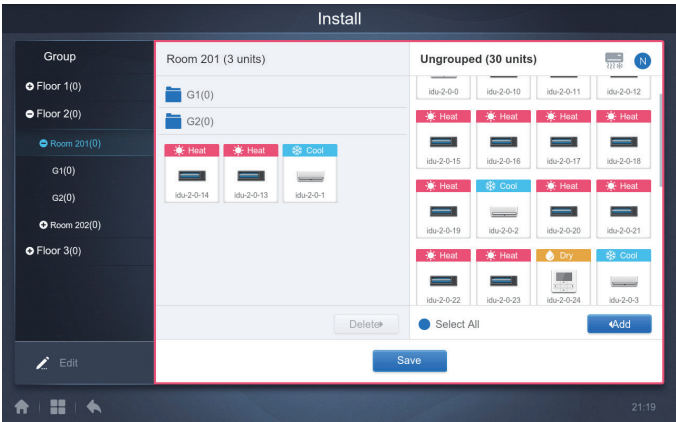 Install
Group
Floor 1(0)
Floor 2(0)
Room 201(0)
G1(0)
G2(0)
Room 202(0)
Floor 3(0)
Edit
Room 201 (3 units)
G1(0)
G2(0)
Heat Heat Cool
idu-2-0-14 idu-2-0-13 idu-2-0-1
Delete
Ungrouped (30 units) N
idu-2-0-0 idu-2-0-10 idu-2-0-11 idu-2-0-12
Heat Heat Heat Heat
idu-2-0-15 idu-2-0-16 idu-2-0-17 idu-2-0-18
Heat Cool Heat Heat
idu-2-0-19 idu-2-0-2 idu-2-0-20 idu-2-0-21
Heat Heat Dry Cool
idu-2-0-22 idu-2-0-23 idu-2-0-24 idu-2-0-3
Select All Add
Save
21:19